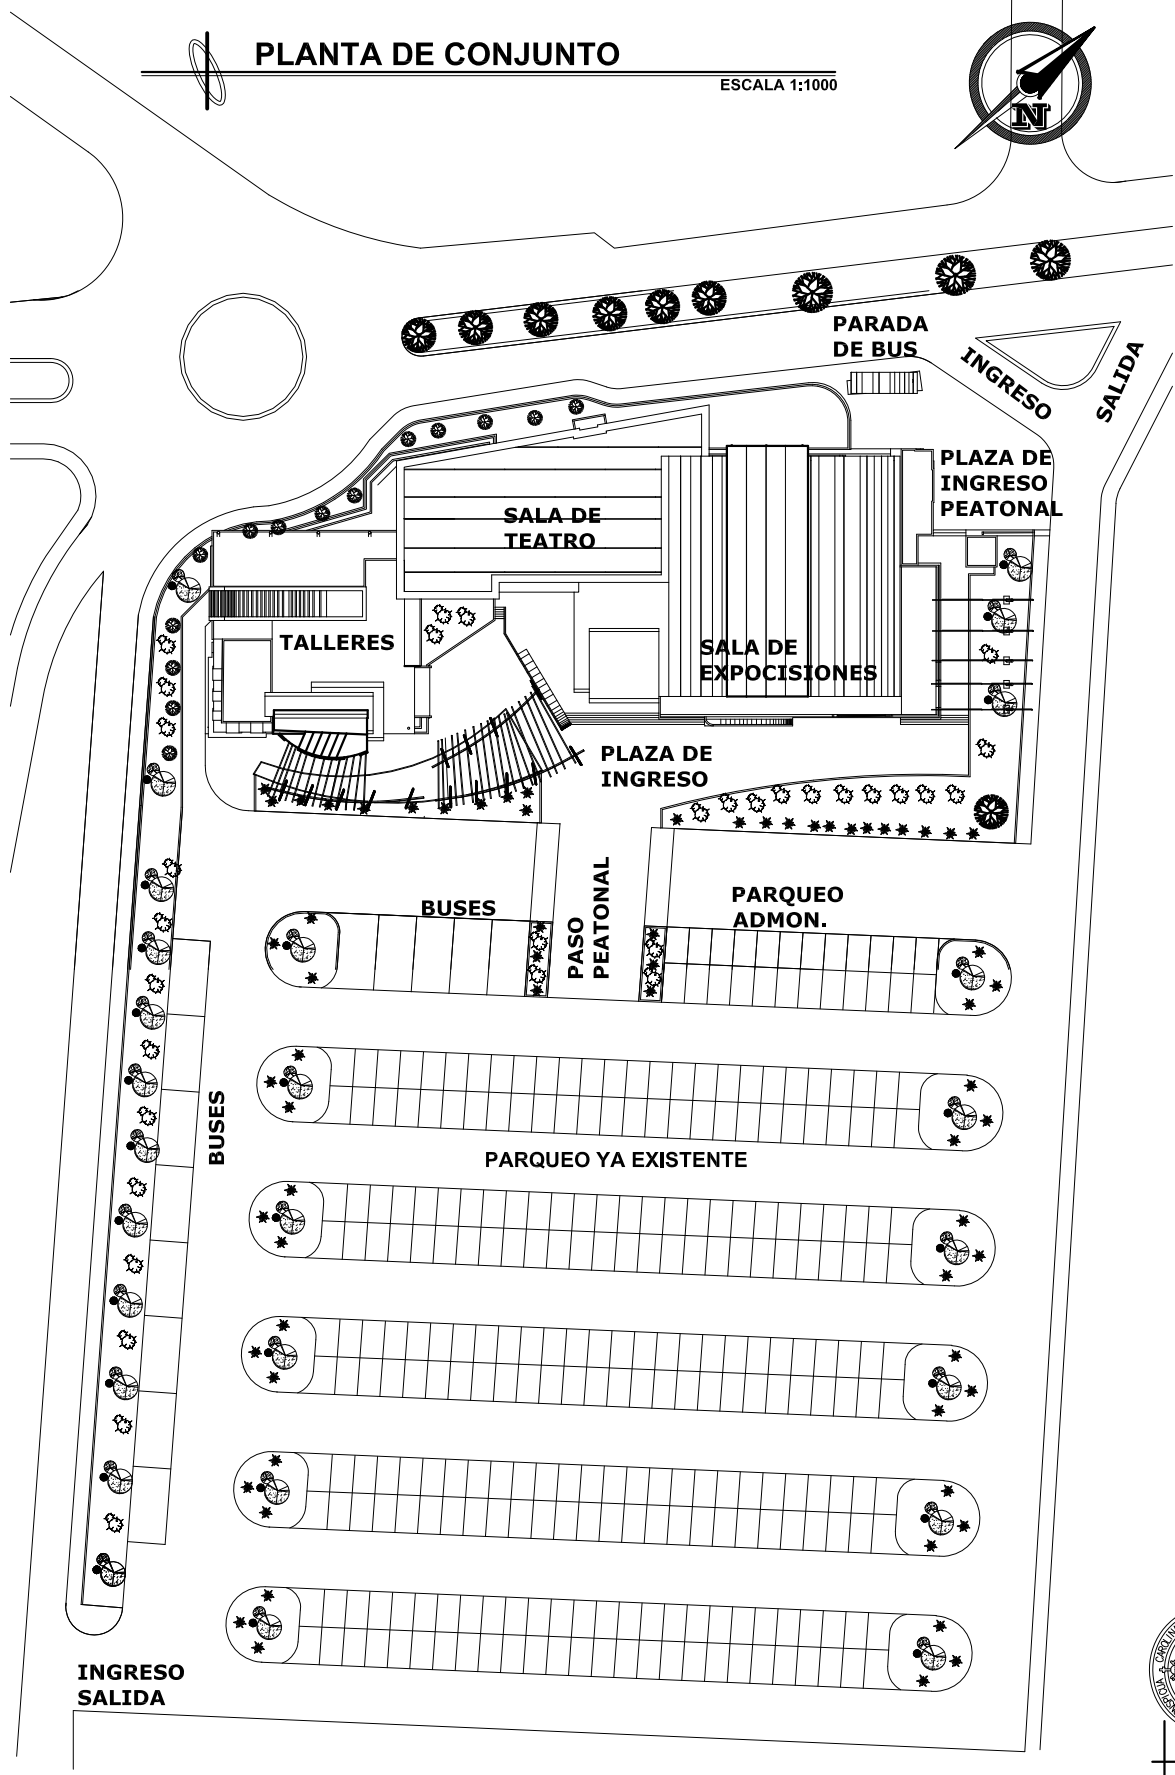 PLANTA DE CONJUNTO
ESCALA 1:1000
N
PARADA
DE BUS
INGRESO
SALIDA
PLAZA DE
INGRESO
PEATONAL
SALA DE
TEATRO
TALLERES
SALA DE
EXPOCISIONES
PLAZA DE
INGRESO
BUSES
PASO
PEATONAL
PARQUEO
ADMON.
BUSES
PARQUEO YA EXISTENTE
INGRESO
SALIDA